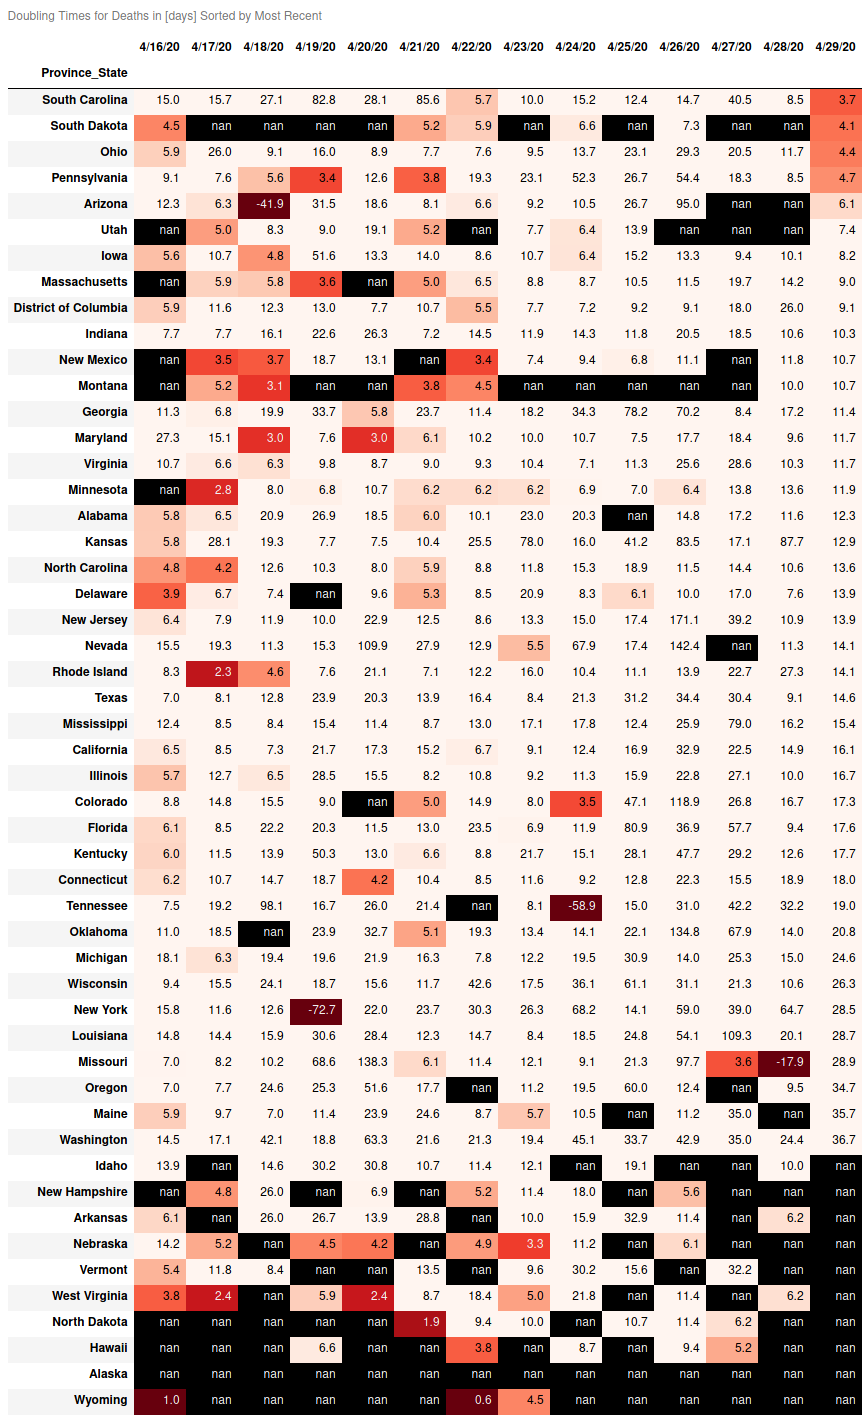 Doubling Times for Deaths in [days] Sorted by Most Recent
4/16/20 4/17/20 4/18/20 4/19/20 4/20/20 4/21/20 4/22/20 4/23/20 4/24/20 4/25/20 4/26/20 4/27/20 4/28/20 4/29/20
Province_State
South Carolina 15.0 15.7 27.1 82.8 28.1 85.6 5.7 10.0 15.2 12.4 14.7 40.5 8.5 3.7
South Dakota 4.5 nan nan nan nan 5.2 5.9 nan 6.6 nan 7.3 nan nan 4.1
Ohio 5.9 26.0 9.1 16.0 8.9 7.7 7.6 9.5 13.7 23.1 29.3 20.5 11.7 4.4
Pennsylvania 9.1 7.6 5.6 3.4 12.6 3.8 19.3 23.1 52.3 26.7 54.4 18.3 8.5 4.7
Arizona 12.3 6.3 -41.9 31.5 18.6 8.1 6.6 9.2 10.5 26.7 95.0 nan nan 6.1
Utah nan 5.0 8.3 9.0 19.1 5.2 nan 7.7 6.4 13.9 nan nan nan 7.4
Iowa 5.6 10.7 4.8 51.6 13.3 14.0 8.6 10.7 6.4 15.2 13.3 9.4 10.1 8.2
Massachusetts nan 5.9 5.8 3.6 nan 5.0 6.5 8.8 8.7 10.5 11.5 19.7 14.2 9.0
District of Columbia 5.9 11.6 12.3 13.0 7.7 10.7 5.5 7.7 7.2 9.2 9.1 18.0 26.0 9.1
Indiana 7.7 7.7 16.1 22.6 26.3 7.2 14.5 11.9 14.3 11.8 20.5 18.5 10.6 10.3
New Mexico nan 3.5 3.7 18.7 13.1 nan 3.4 7.4 9.4 6.8 11.1 nan 11.8 10.7
Montana nan 5.2 3.1 nan nan 3.8 4.5 nan nan nan nan nan 10.0 10.7
Georgia 11.3 6.8 19.9 33.7 5.8 23.7 11.4 18.2 34.3 78.2 70.2 8.4 17.2 11.4
Maryland 27.3 15.1 3.0 7.6 3.0 6.1 10.2 10.0 10.7 7.5 17.7 18.4 9.6 11.7
Virginia 10.7 6.6 6.3 9.8 8.7 9.0 9.3 10.4 7.1 11.3 25.6 28.6 10.3 11.7
Minnesota nan 2.8 8.0 6.8 10.7 6.2 6.2 6.2 6.9 7.0 6.4 13.8 13.6 11.9
Alabama 5.8 6.5 20.9 26.9 18.5 6.0 10.1 23.0 20.3 nan 14.8 17.2 11.6 12.3
Kansas 5.8 28.1 19.3 7.7 7.5 10.4 25.5 78.0 16.0 41.2 83.5 17.1 87.7 12.9
North Carolina 4.8 4.2 12.6 10.3 8.0 5.9 8.8 11.8 15.3 18.9 11.5 14.4 10.6 13.6
Delaware 3.9 6.7 7.4 nan 9.6 5.3 8.5 20.9 8.3 6.1 10.0 17.0 7.6 13.9
New Jersey 6.4 7.9 11.9 10.0 22.9 12.5 8.6 13.3 15.0 17.4 171.1 39.2 10.9 13.9
Nevada 15.5 19.3 11.3 15.3 109.9 27.9 12.9 5.5 67.9 17.4 142.4 nan 11.3 14.1
Rhode Island 8.3 2.3 4.6 7.6 21.1 7.1 12.2 16.0 10.4 11.1 13.9 22.7 27.3 14.1
Texas 7.0 8.1 12.8 23.9 20.3 13.9 16.4 8.4 21.3 31.2 34.4 30.4 9.1 14.6
Mississippi 12.4 8.5 8.4 15.4 11.4 8.7 13.0 17.1 17.8 12.4 25.9 79.0 16.2 15.4
California 6.5 8.5 7.3 21.7 17.3 15.2 6.7 9.1 12.4 16.9 32.9 22.5 14.9 16.1
Illinois 5.7 12.7 6.5 28.5 15.5 8.2 10.8 9.2 11.3 15.9 22.8 27.1 10.0 16.7
Colorado 8.8 14.8 15.5 9.0 nan 5.0 14.9 8.0 3.5 47.1 118.9 26.8 16.7 17.3
Florida 6.1 8.5 22.2 20.3 11.5 13.0 23.5 6.9 11.9 80.9 36.9 57.7 9.4 17.6
Kentucky 6.0 11.5 13.9 50.3 13.0 6.6 8.8 21.7 15.1 28.1 47.7 29.2 12.6 17.7
Connecticut 6.2 10.7 14.7 18.7 4.2 10.4 8.5 11.6 9.2 12.8 22.3 15.5 18.9 18.0
Tennessee 7.5 19.2 98.1 16.7 26.0 21.4 nan 8.1 -58.9 15.0 31.0 42.2 32.2 19.0
Oklahoma 11.0 18.5 nan 23.9 32.7 5.1 19.3 13.4 14.1 22.1 134.8 67.9 14.0 20.8
Michigan 18.1 6.3 19.4 19.6 21.9 16.3 7.8 12.2 19.5 30.9 14.0 25.3 15.0 24.6
Wisconsin 9.4 15.5 24.1 18.7 15.6 11.7 42.6 17.5 36.1 61.1 31.1 21.3 10.6 26.3
New York 15.8 11.6 12.6 -72.7 22.0 23.7 30.3 26.3 68.2 14.1 59.0 39.0 64.7 28.5
Louisiana 14.8 14.4 15.9 30.6 28.4 12.3 14.7 8.4 18.5 24.8 54.1 109.3 20.1 28.7
Missouri 7.0 8.2 10.2 68.6 138.3 6.1 11.4 12.1 9.1 21.3 97.7 3.6 -17.9 28.9
Oregon 7.0 7.7 24.6 25.3 51.6 17.7 nan 11.2 19.5 60.0 12.4 nan 9.5 34.7
Maine 5.9 9.7 7.0 11.4 23.9 24.6 8.7 5.7 10.5 nan 11.2 35.0 nan 35.7
Washington 14.5 17.1 42.1 18.8 63.3 21.6 21.3 19.4 45.1 33.7 42.9 35.0 24.4 36.7
Idaho 13.9 nan 14.6 30.2 30.8 10.7 11.4 12.1 nan 19.1 nan nan 10.0 nan
New Hampshire nan 4.8 26.0 nan 6.9 nan 5.2 11.4 18.0 nan 5.6 nan nan nan
Arkansas 6.1 nan 26.0 26.7 13.9 28.8 nan 10.0 15.9 32.9 11.4 nan 6.2 nan
Nebraska 14.2 5.2 nan 4.5 4.2 nan 4.9 3.3 11.2 nan 6.1 nan nan nan
Vermont 5.4 11.8 8.4 nan nan 13.5 nan 9.6 30.2 15.6 nan 32.2 nan nan
West Virginia 3.8 2.4 nan 5.9 2.4 8.7 18.4 5.0 21.8 nan 11.4 nan 6.2 nan
North Dakota nan nan nan nan nan 1.9 9.4 10.0 nan 10.7 11.4 6.2 nan nan
Hawaii nan nan nan 6.6 nan nan 3.8 nan 8.7 nan 9.4 5.2 nan nan
Alaska nan nan nan nan nan nan nan nan nan nan nan nan nan nan
Wyoming 1.0 nan nan nan nan nan 0.6 4.5 nan nan nan nan nan nan